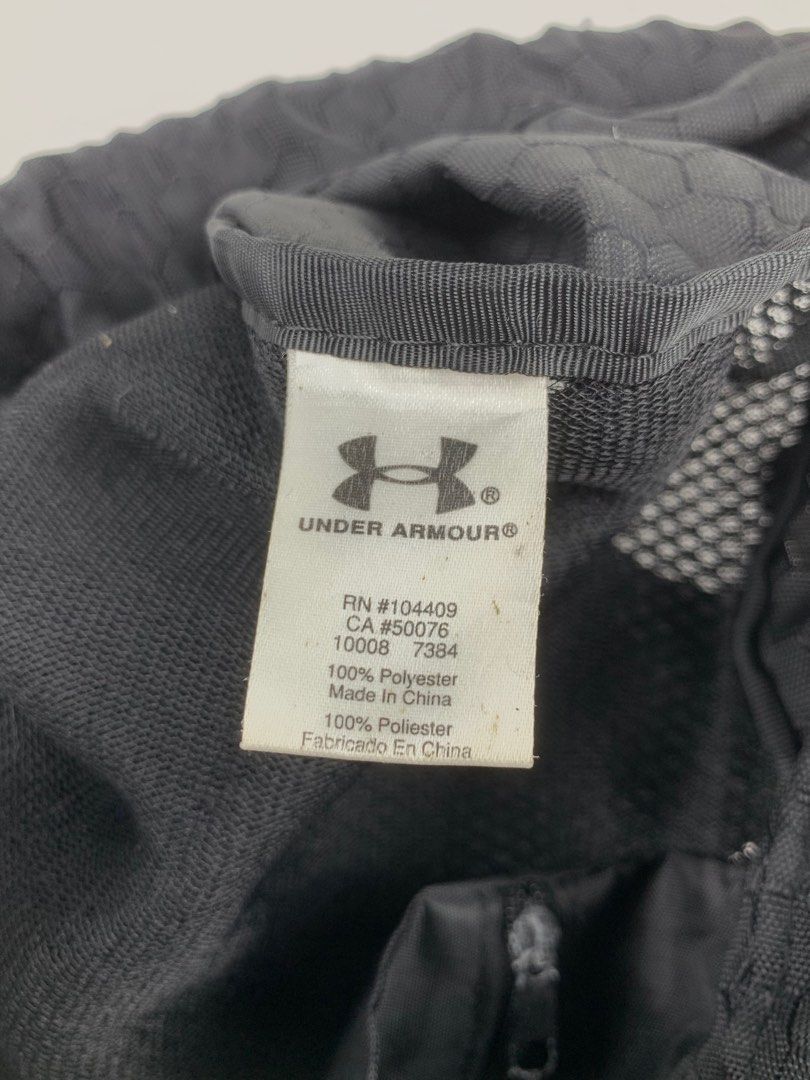 ®
UNDER ARMOUR®
RN #104409
CA #50076
10008 7384
100% Polyester
Made In China
100% Poliester
Fabricado En China